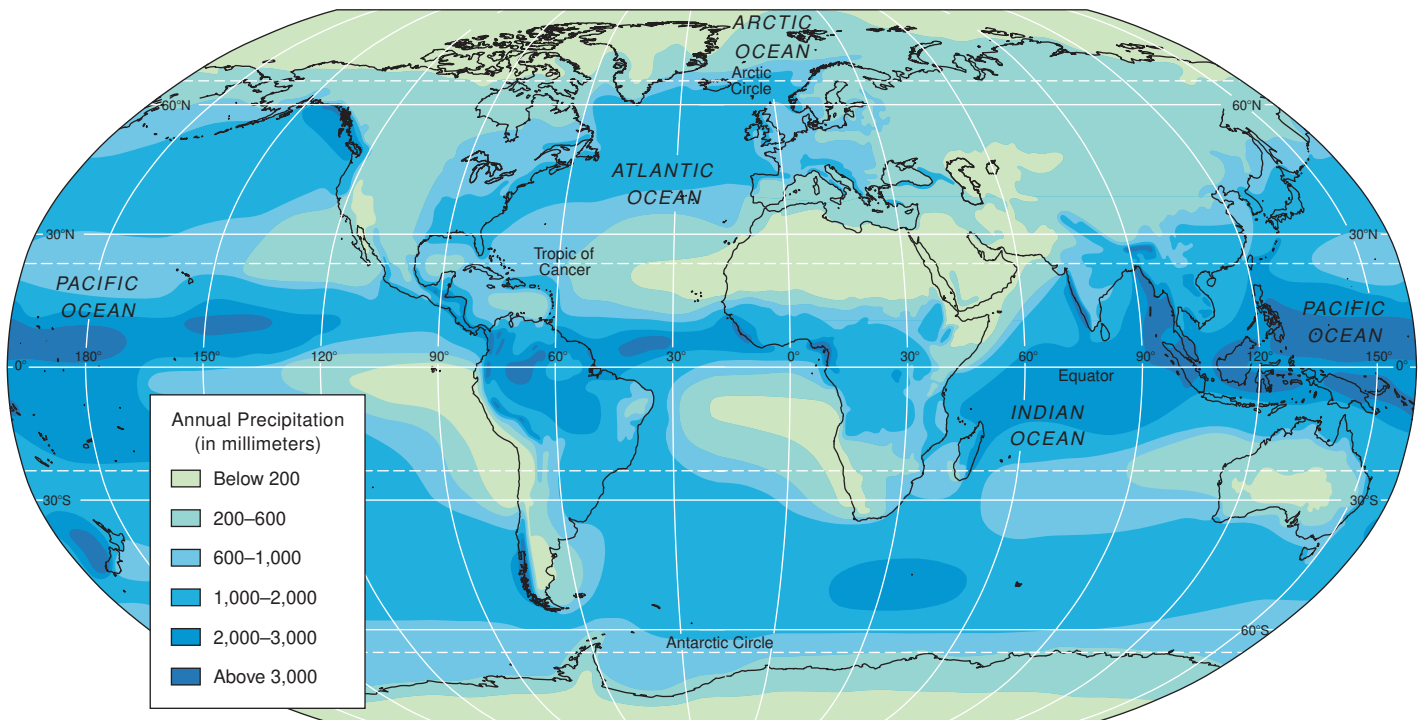 ARCTIC
OCEAN
Arctic
Circle
60°N
60°N
ATLANTIC
OCEAN
30°N
30°N
Tropic of
Cancer
PACIFIC
OCEAN
PACIFIC
OCEAN
0°
180°
150°
120°
90°
60°
30°
0°
30°
60°
90°
120°
150°
0°
Equator
INDIAN
OCEAN
Annual Precipitation
(in millimeters)
Below 200
200–600
600–1,000
1,000–2,000
2,000–3,000
Above 3,000
30°S
30°S
60°S
Antarctic Circle